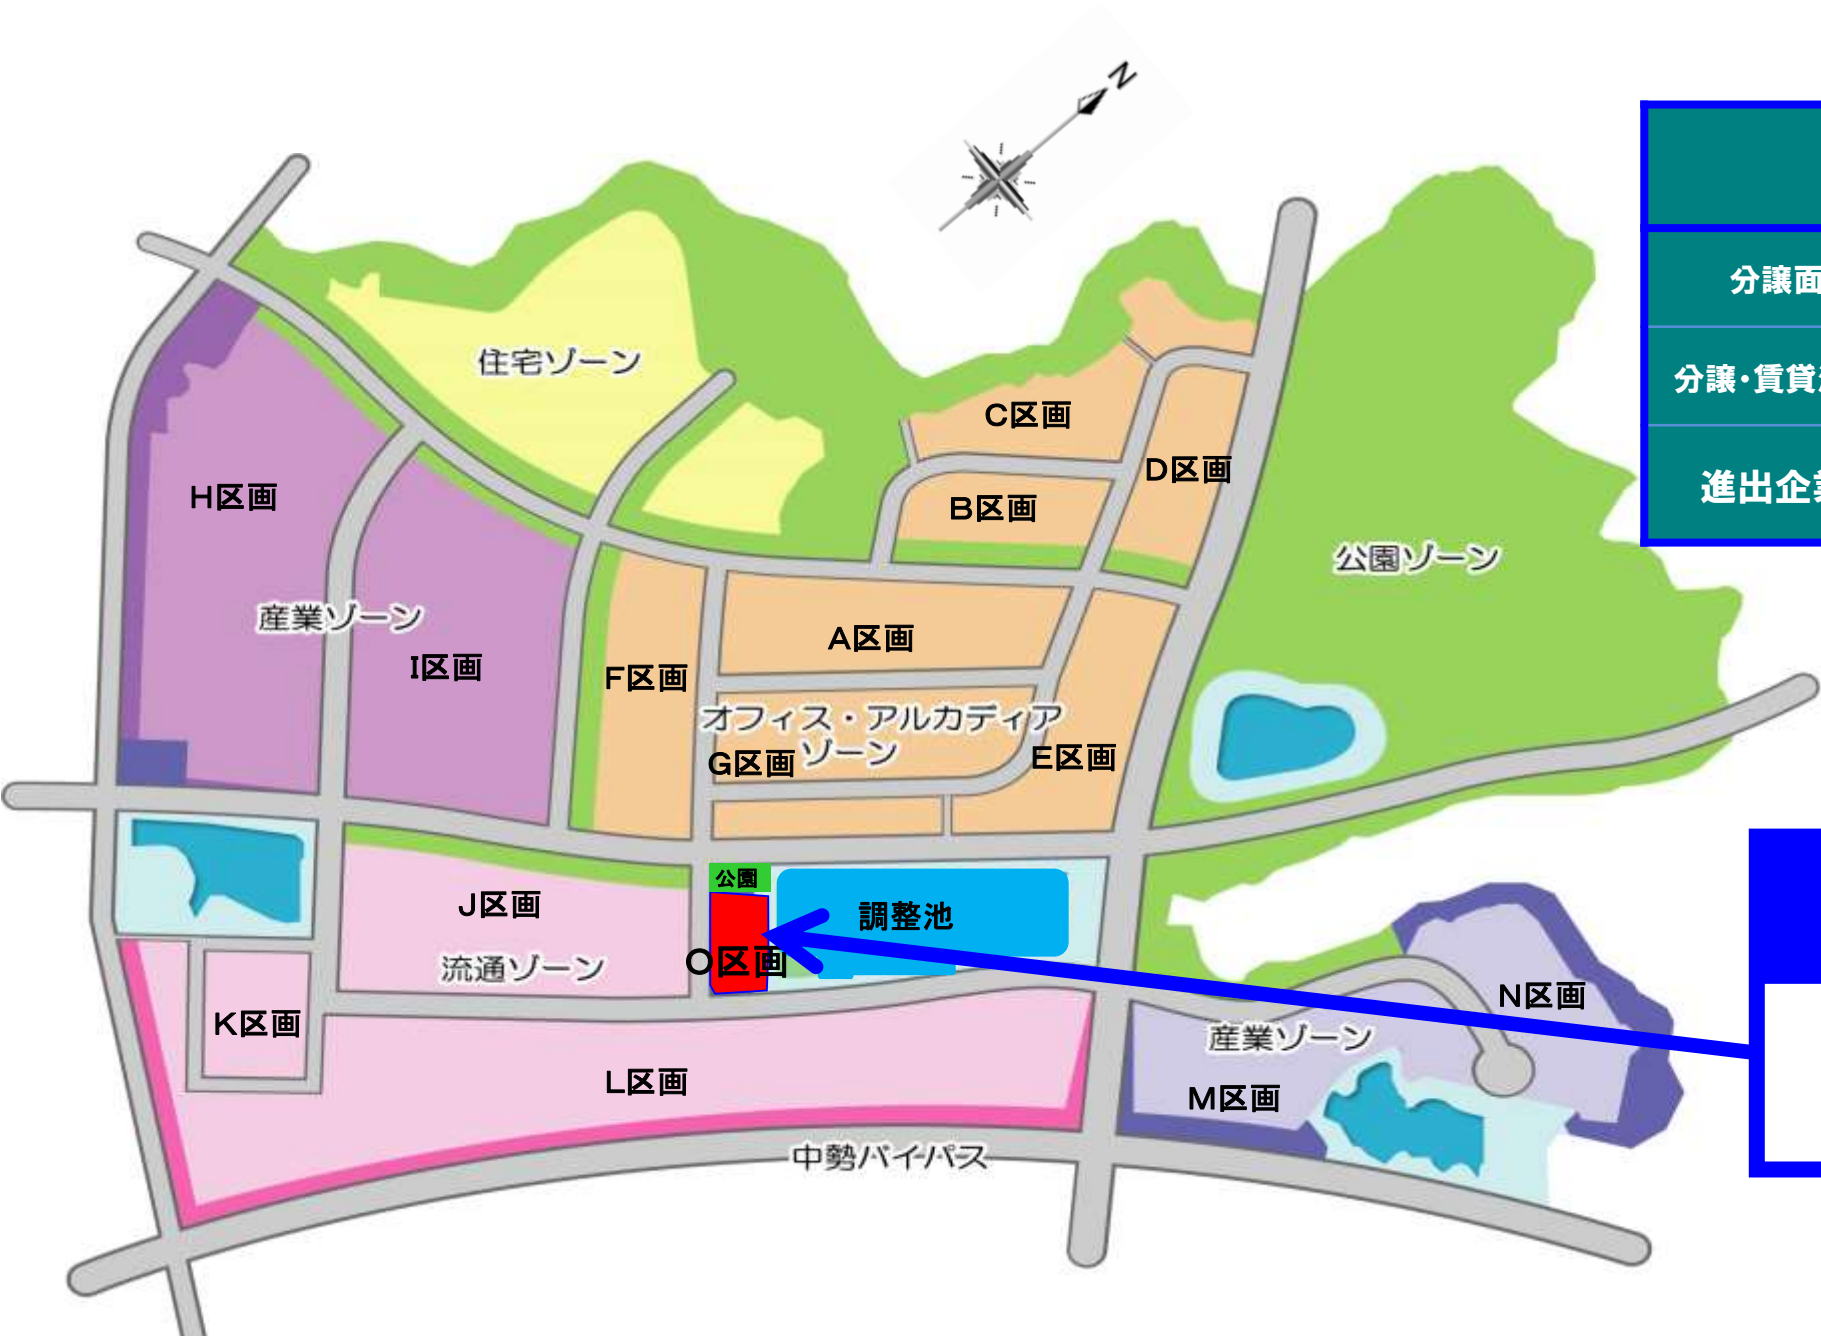 N
分譲面
分譲・賃貸
進出企業
住宅ゾーン
C区画
D区画
B区画
H区画
公園ゾーン
産業ゾーン
A区画
I区画
F区画
オフィス・アルカディア
ゾーン
G区画
E区画
公園
J区画
調整池
O区画
流通ゾーン
N区画
K区画
産業ゾーン
L区画
M区画
中勢バイパス